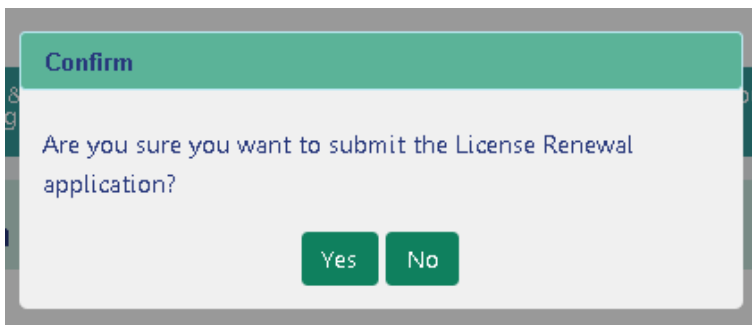 Confirm
Are you sure you want to submit the License Renewal
application?
Yes No